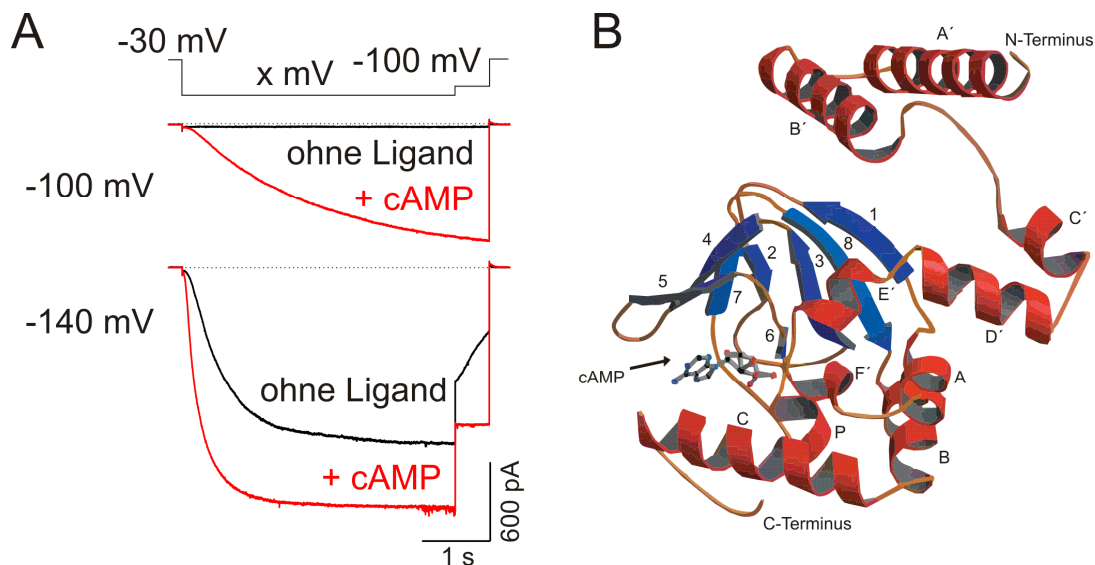 A
-30 mV
x mV
-100 mV
ohne Ligand
+ cAMP
-100 mV
-140 mV
ohne Ligand
+ cAMP
600 pA
1 s
B
A´
N-Terminus
B´
C´
1
8
4
2
3
5
7
E´
D´
6
cAMP
F´
A
C
P
B
C-Terminus